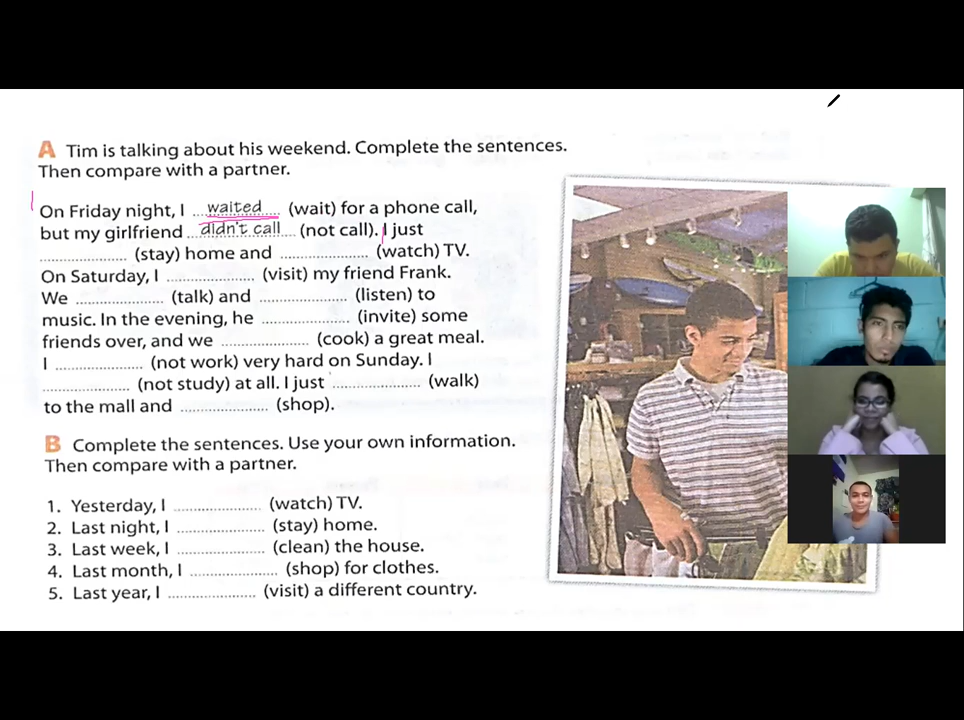 A Tim is talking about his weekend. Complete the sentences.
Then compare with a partner.
On Friday night, I waited (wait) for a phone call,
but my girlfriend didn't call (not call). I just
.................... (stay) home and .................... (watch) TV.
On Saturday, I .................... (visit) my friend Frank.
We .................... (talk) and .................... (listen) to
music. In the evening, he .................... (invite) some
friends over, and we .................... (cook) a great meal.
I .................... (not work) very hard on Sunday. I
.................... (not study) at all. I just .................... (walk)
to the mall and .................... (shop).
B Complete the sentences. Use your own information.
Then compare with a partner.
1. Yesterday, I .................... (watch) TV.
2. Last night, I .................... (stay) home.
3. Last week, I .................... (clean) the house.
4. Last month, I .................... (shop) for clothes.
5. Last year, I .................... (visit) a different country.